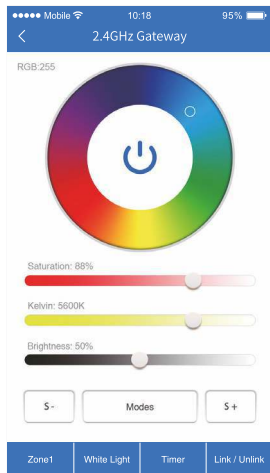 Mobile 10:18 95%
2.4GHz Gateway
RGB:255
Saturation: 88%
Kelvin: 5600K
Brightness: 50%
S - Modes S +
Zone1 White Light Timer Link / Unlink